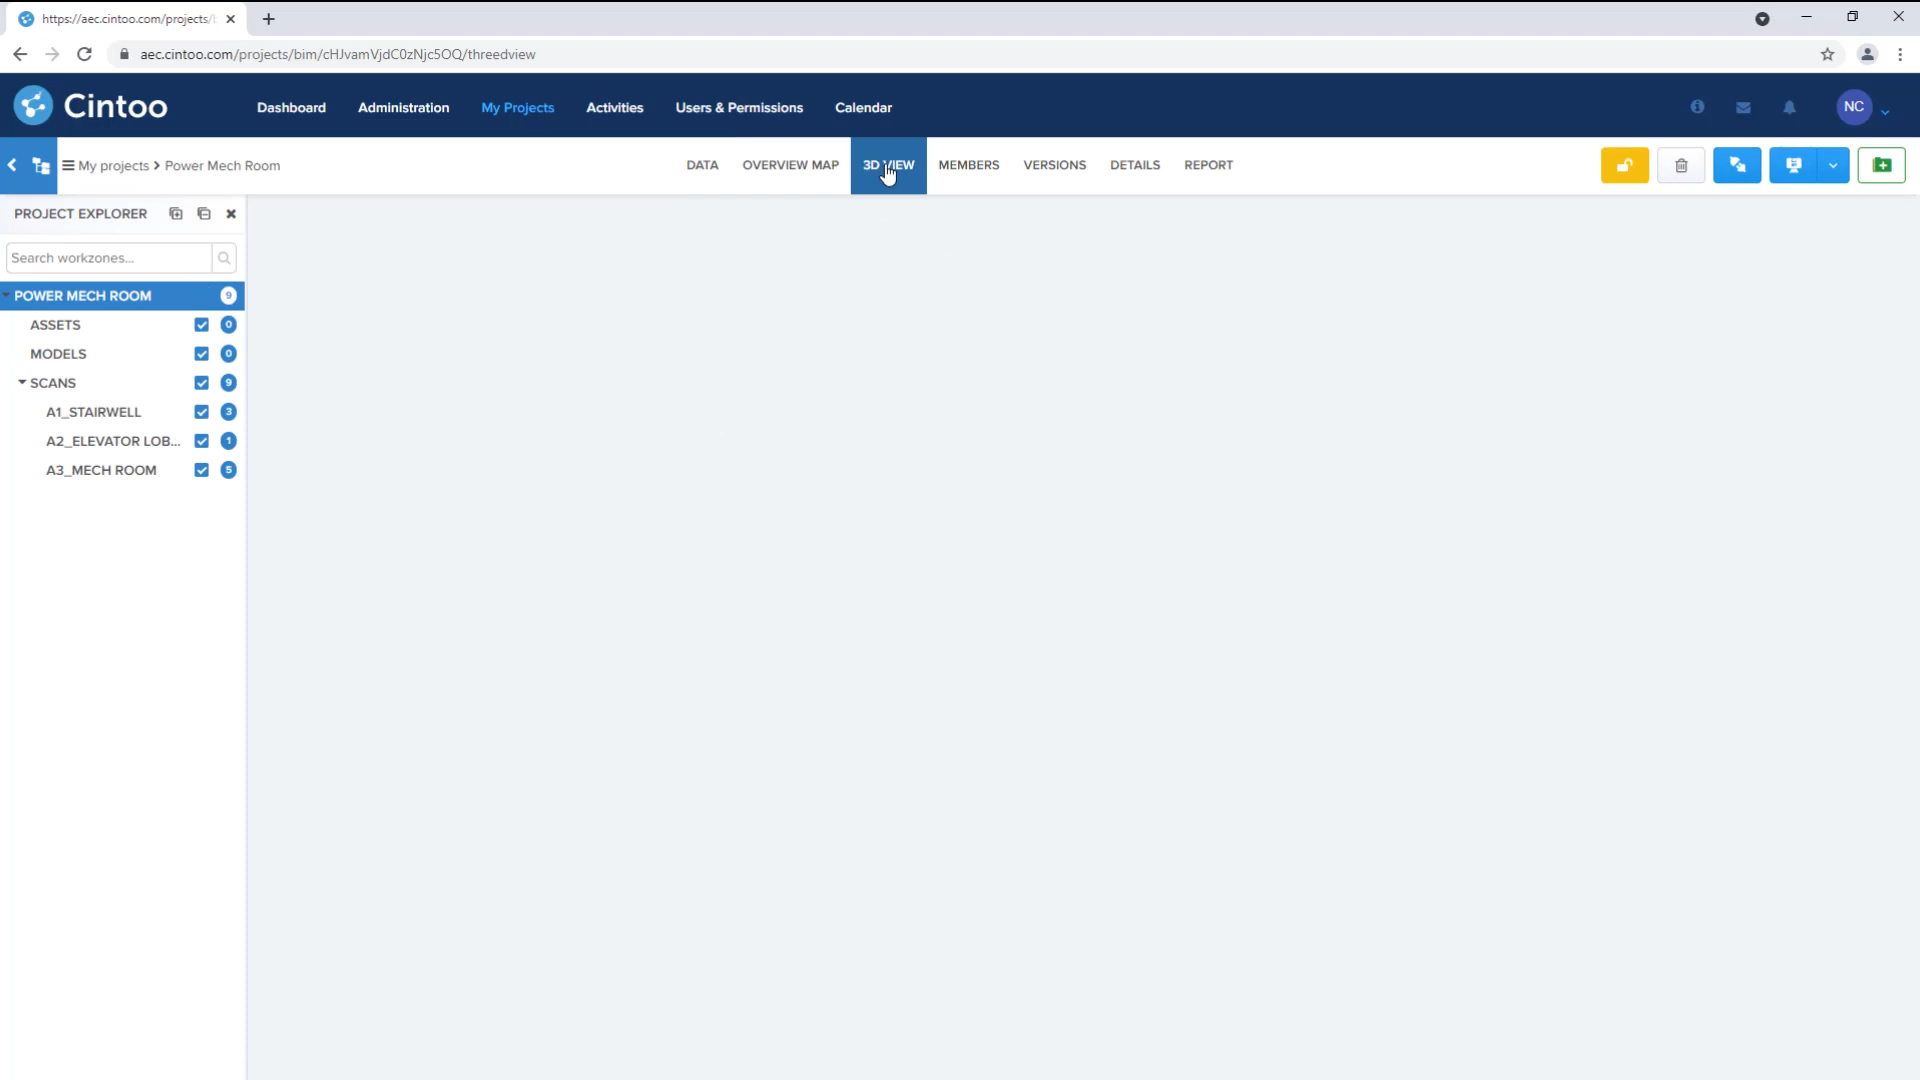 https://aec.cintoo.com/projects/
aec.cintoo.com/projects/bim/cHJvamVjdC0zNjc5OQ/threedview
Cintoo
Dashboard
Administration
My Projects
Activities
Users & Permissions
Calendar
NC
My projects > Power Mech Room
DATA
OVERVIEW MAP
3D VIEW
MEMBERS
VERSIONS
DETAILS
REPORT
PROJECT EXPLORER
Search workzones...
POWER MECH ROOM 9
ASSETS 0
MODELS 0
SCANS 9
A1_STAIRWELL 3
A2_ELEVATOR LOB... 1
A3_MECH ROOM 5